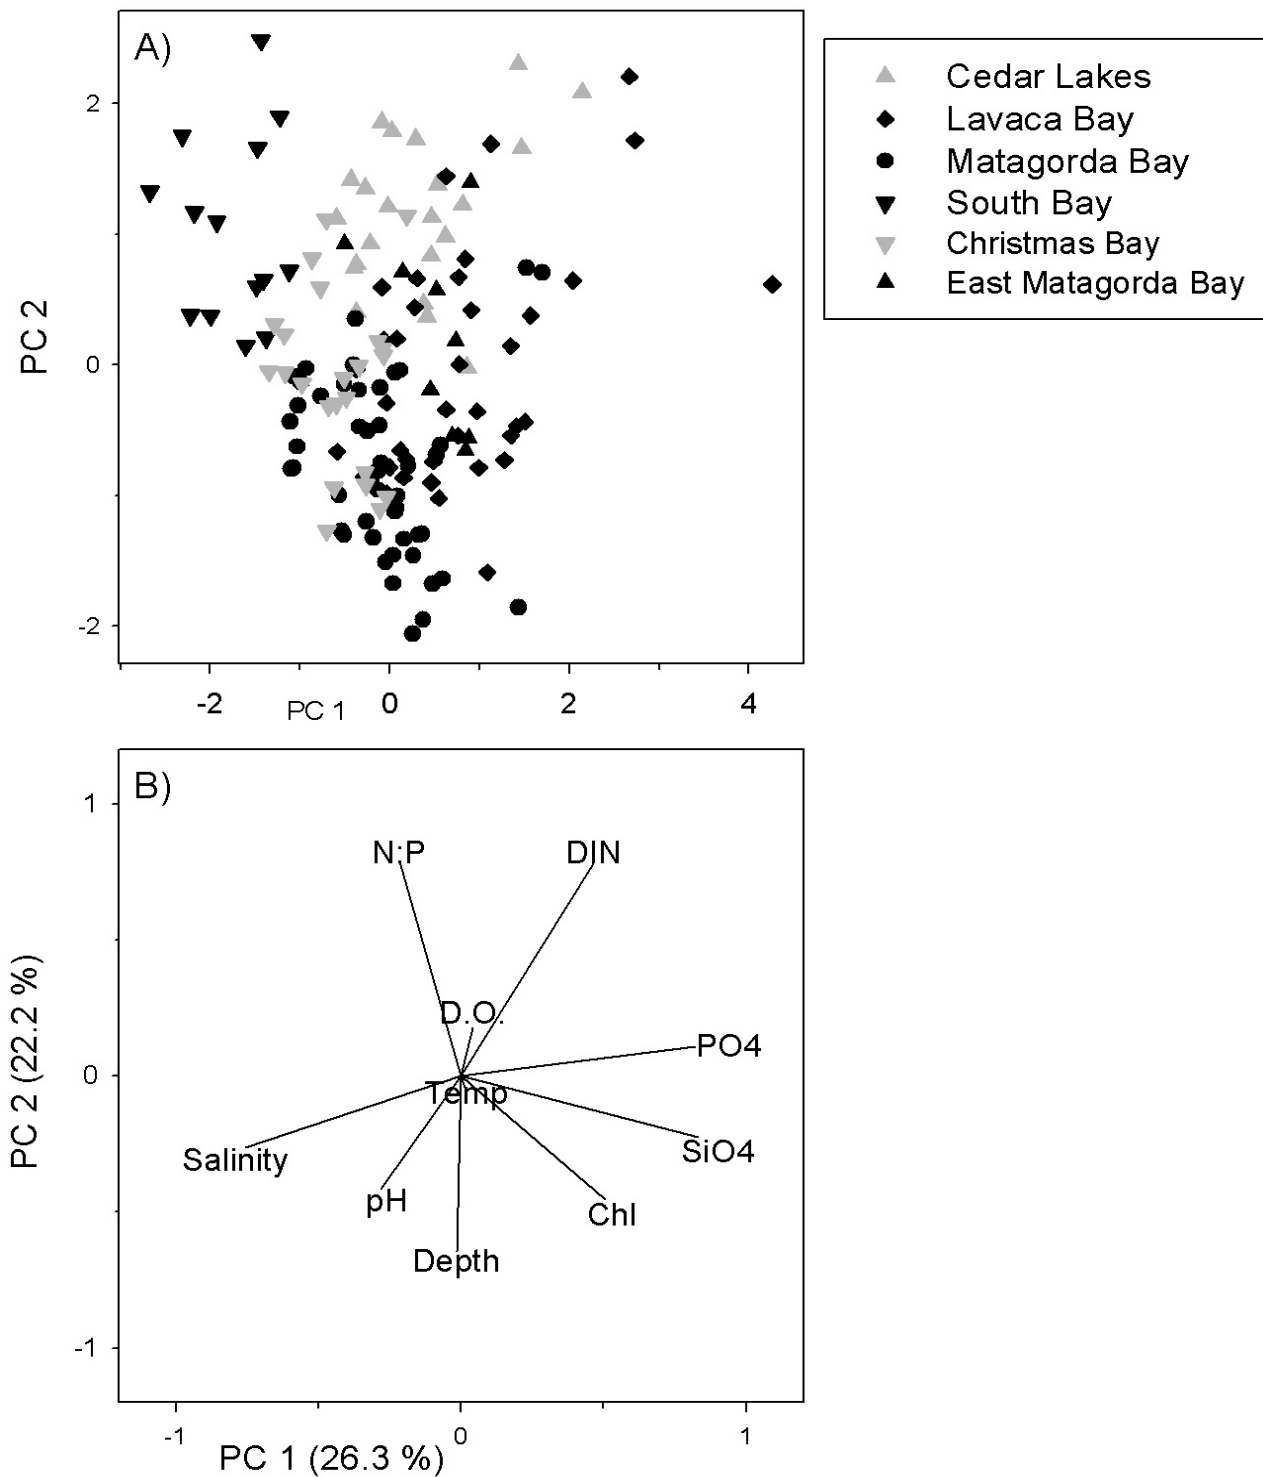 A)
Cedar Lakes
Lavaca Bay
Matagorda Bay
South Bay
Christmas Bay
East Matagorda Bay
2
0
-2
PC 2
-2
0
2
4
PC 1
B)
1
0
-1
PC 2 (22.2 %)
N:P
DIN
D.O.
PO4
Temp
SiO4
Salinity
pH
Chl
Depth
-1
0
1
PC 1 (26.3 %)